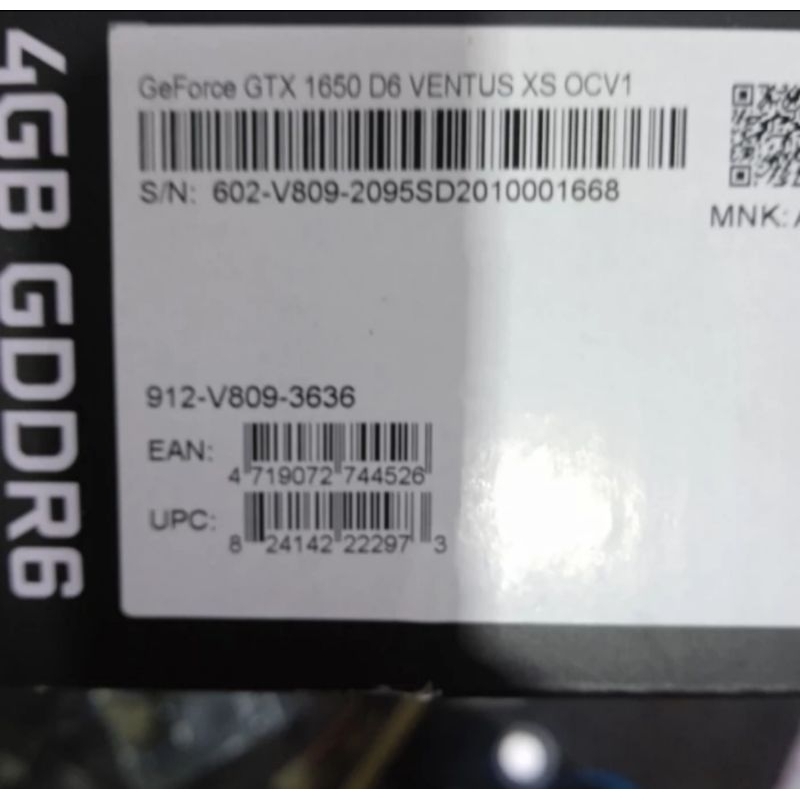 4GB GDDR6
GeForce GTX 1650 D6 VENTUS XS OCV1
S/N: 602-V809-2095SD2010001668
MNK:
912-V809-3636
EAN:
4 719072 744526
UPC:
8 24142 22297 3